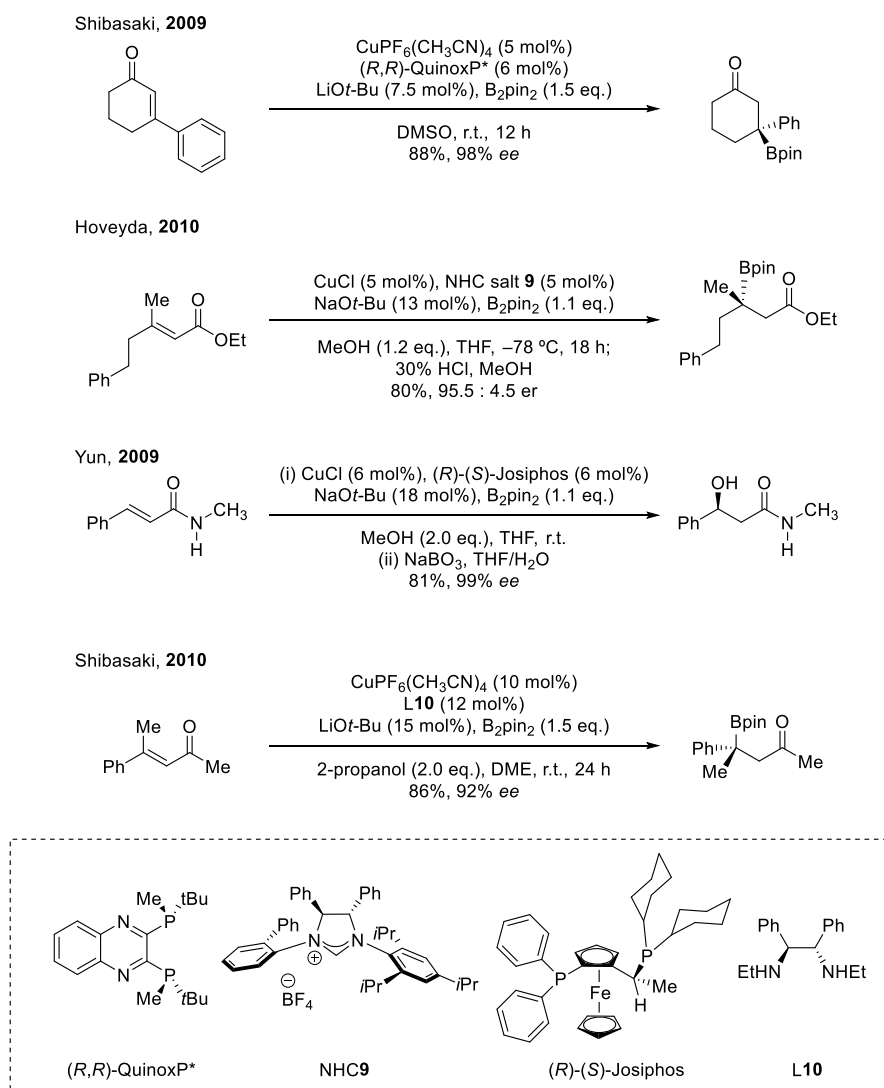 Shibasaki, 2009
O
CuPF6(CH3CN)4 (5 mol%)
(R,R)-QuinoxP* (6 mol%)
LiOt-Bu (7.5 mol%), B2pin2 (1.5 eq.)
DMSO, r.t., 12 h
88%, 98% ee
O
Ph
Bpin
Hoveyda, 2010
Me
O
OEt
Ph
CuCl (5 mol%), NHC salt 9 (5 mol%)
NaOt-Bu (13 mol%), B2pin2 (1.1 eq.)
MeOH (1.2 eq.), THF, –78 ºC, 18 h;
30% HCl, MeOH
80%, 95.5 : 4.5 er
Bpin
Me
O
OEt
Ph
Yun, 2009
O
Ph
N
CH3
H
(i) CuCl (6 mol%), (R)-(S)-Josiphos (6 mol%)
NaOt-Bu (18 mol%), B2pin2 (1.1 eq.)
MeOH (2.0 eq.), THF, r.t.
(ii) NaBO3, THF/H2O
81%, 99% ee
OH
O
Ph
N
CH3
H
Shibasaki, 2010
Me
O
Ph
Me
CuPF6(CH3CN)4 (10 mol%)
L10 (12 mol%)
LiOt-Bu (15 mol%), B2pin2 (1.5 eq.)
2-propanol (2.0 eq.), DME, r.t., 24 h
86%, 92% ee
Bpin
O
Ph
Me
Me
Me
tBu
P
N
N
P
Me
tBu
(R,R)-QuinoxP*
Ph
Ph
Ph
N
N
iPr
iPr
iPr
BF4
NHC9
P
P
Fe
Me
H
(R)-(S)-Josiphos
Ph
Ph
EtHN
HNEt
L10